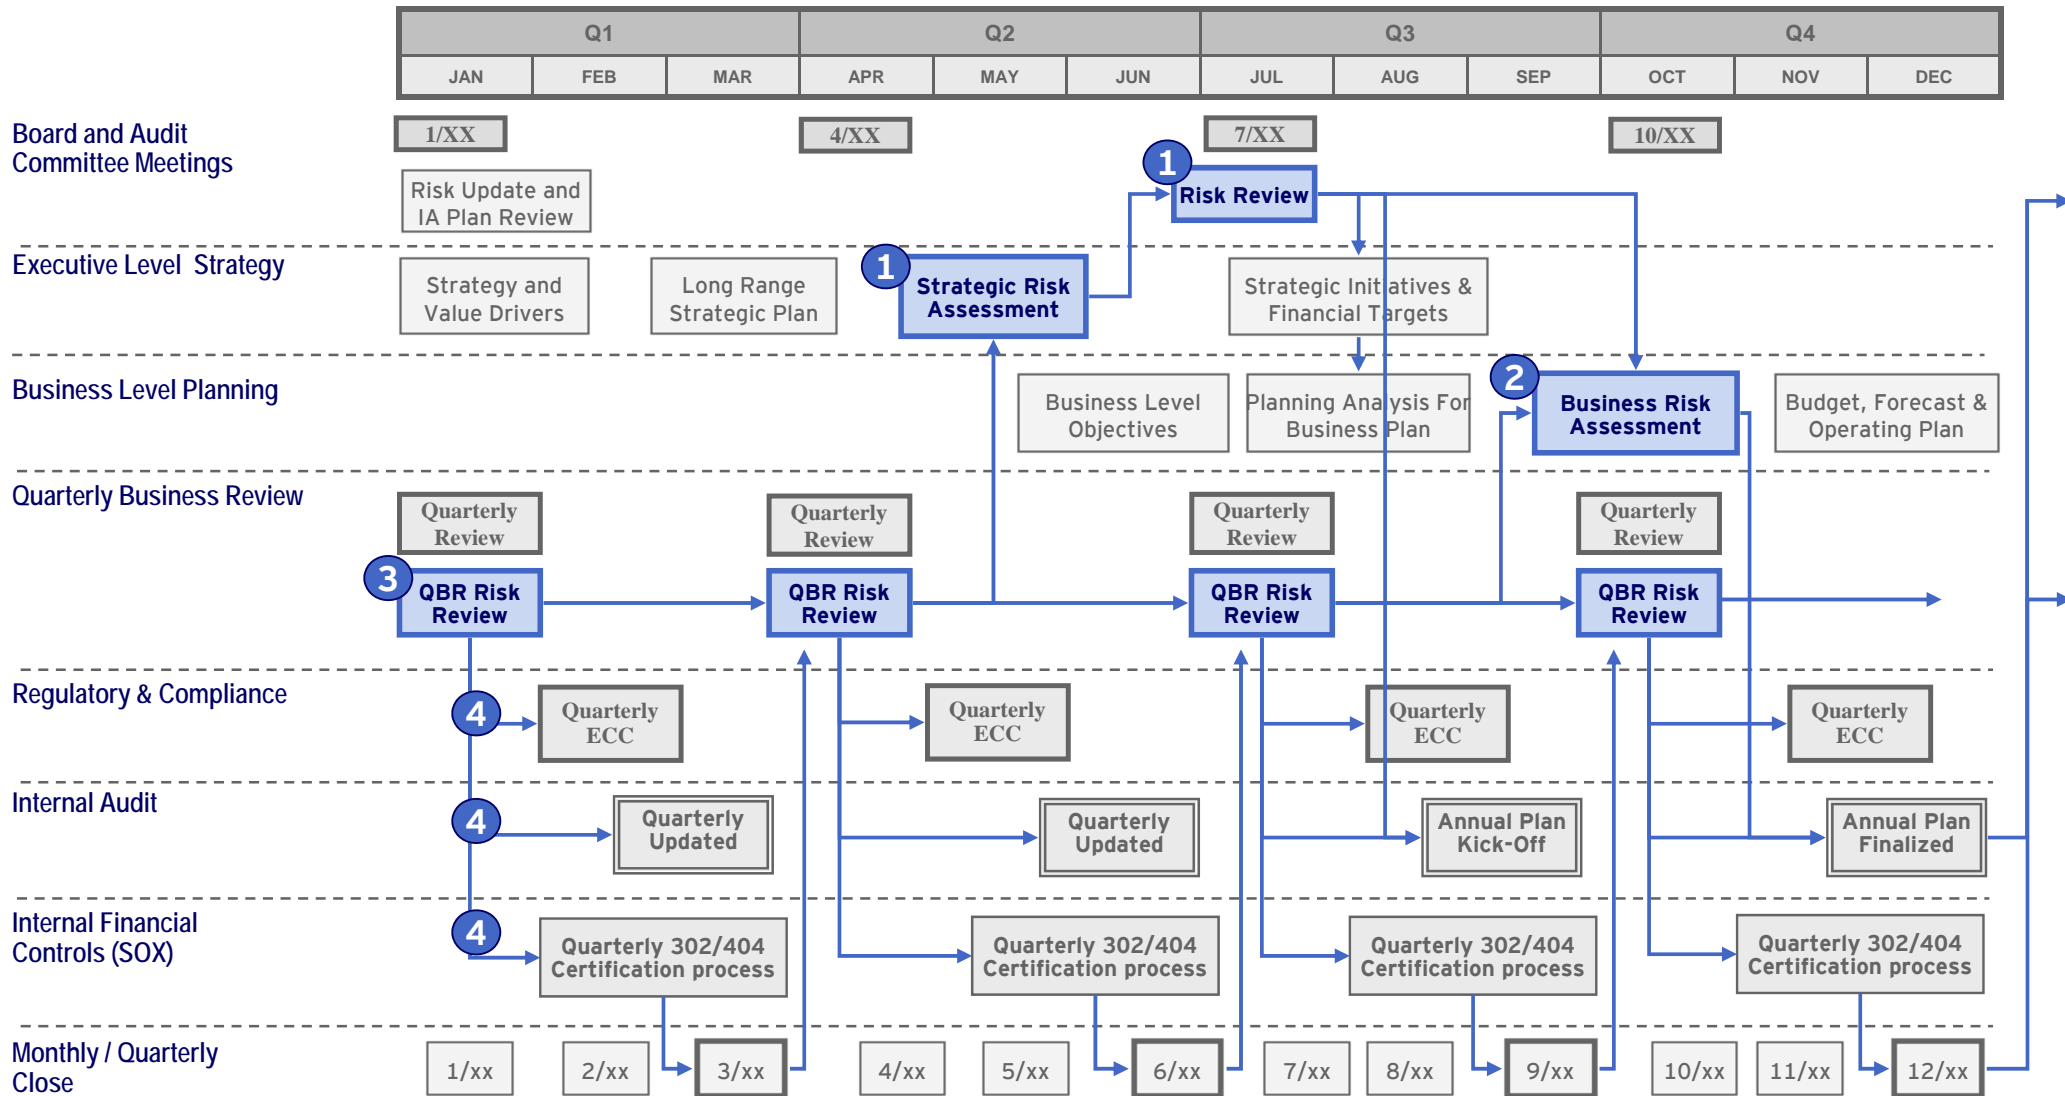 Q1 Q2 Q3 Q4
JAN FEB MAR APR MAY JUN JUL AUG SEP OCT NOV DEC
Board and Audit
Committee Meetings
1/XX 4/XX 7/XX 10/XX
Risk Update and
IA Plan Review
1
Risk Review
Executive Level Strategy
Strategy and
Value Drivers
Long Range
Strategic Plan
1
Strategic Risk
Assessment
Strategic Initiatives &
Financial Targets
Business Level Planning
Business Level
Objectives
Planning Analysis For
Business Plan
2
Business Risk
Assessment
Budget, Forecast &
Operating Plan
Quarterly Business Review
Quarterly
Review
Quarterly
Review
Quarterly
Review
Quarterly
Review
3
QBR Risk
Review
QBR Risk
Review
QBR Risk
Review
QBR Risk
Review
Regulatory & Compliance
4
Quarterly
ECC
Quarterly
ECC
Quarterly
ECC
Quarterly
ECC
Internal Audit
4
Quarterly
Updated
Quarterly
Updated
Annual Plan
Kick-Off
Annual Plan
Finalized
Internal Financial
Controls (SOX)
4
Quarterly 302/404
Certification process
Quarterly 302/404
Certification process
Quarterly 302/404
Certification process
Quarterly 302/404
Certification process
Monthly / Quarterly
Close
1/xx 2/xx 3/xx 4/xx 5/xx 6/xx 7/xx 8/xx 9/xx 10/xx 11/xx 12/xx